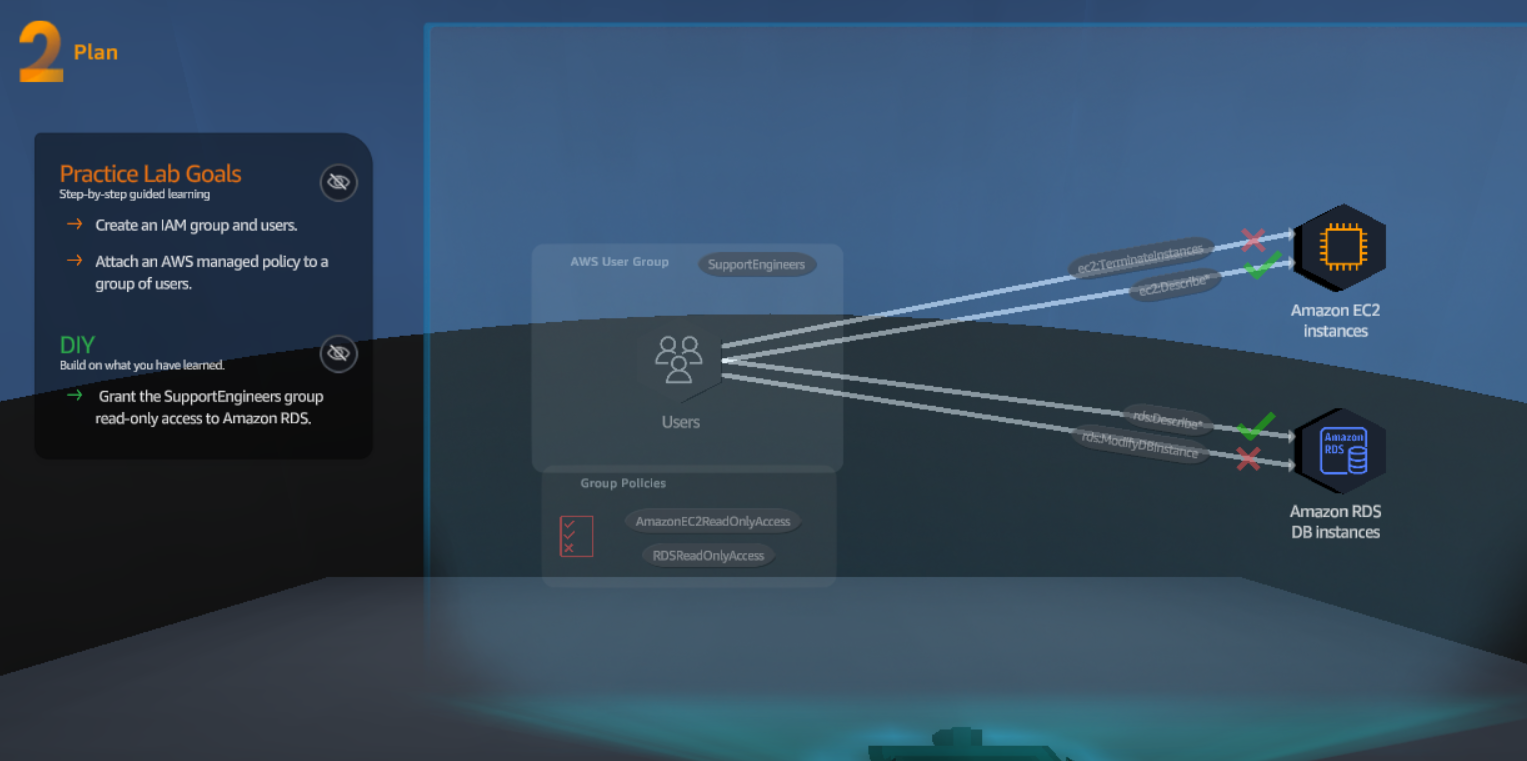 2 Plan
Practice Lab Goals
Step-by-step guided learning
→ Create an IAM group and users.
→ Attach an AWS managed policy to a
group of users.
DIY
Build on what you have learned.
→ Grant the SupportEngineers group
read-only access to Amazon RDS.
AWS User Group
SupportEngineers
Users
Group Policies
AmazonEC2ReadOnlyAccess
RDSReadOnlyAccess
ec2:TerminateInstances
ec2:Describe*
rds:Describe*
rds:ModifyDBInstance
Amazon EC2
instances
Amazon
RDS
Amazon RDS
DB instances